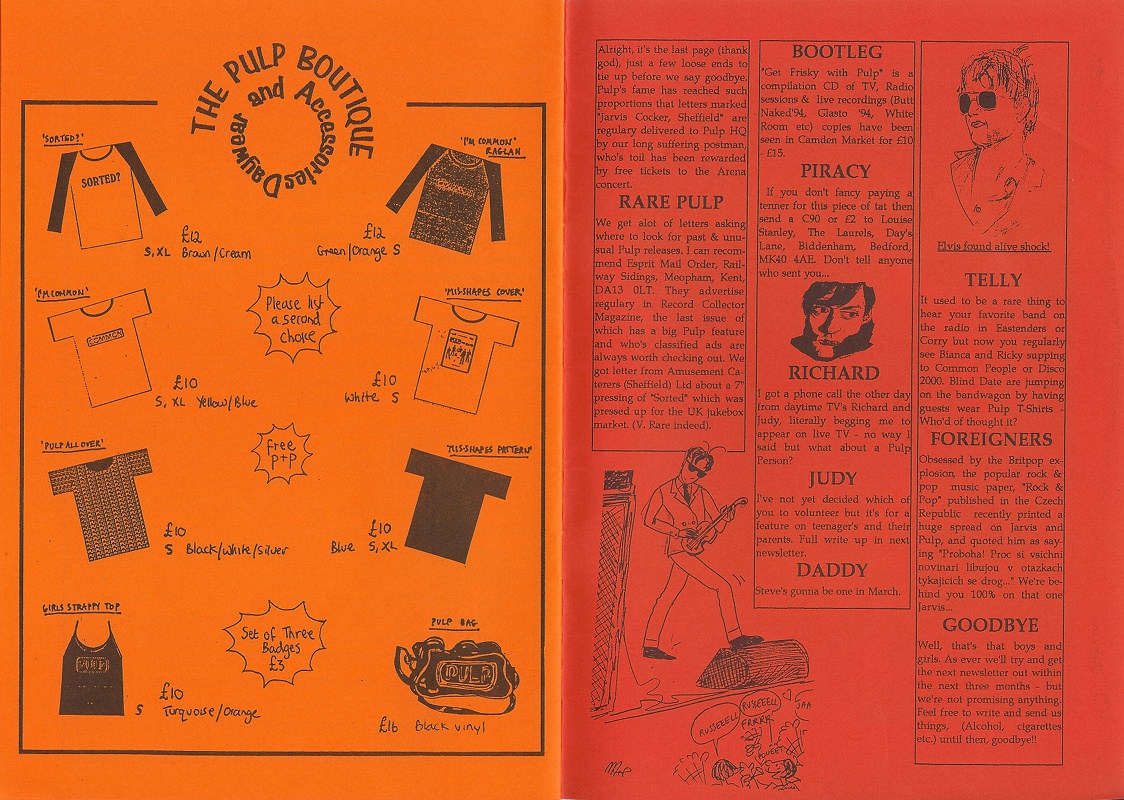 THE PULP BOUTIQUE
Daywear and Accessories
'SORTED?'
SORTED?
£12
S, XL Brown/Cream
'I'M COMMON'
RAGLAN
£12
Green/Orange S
Please list
a second
choice
'I'M COMMON'
COMMON
£10
S, XL Yellow/Blue
'MIS-SHAPES COVER'
£10
White S
free
P+P
'PULP ALL OVER'
£10
S Black/White/Silver
'MIS-SHAPES PATTERN'
£10
Blue S, XL
Set of Three
Badges
£3
GIRLS STRAPPY TOP
PULP
£10
S Turquoise/Orange
PULP BAG
PULP
£16 Black vinyl
Alright, it's the last page (thank
god), just a few loose ends to
tie up before we say goodbye.
Pulp's fame has reached such
proportions that letters marked
"Jarvis Cocker, Sheffield" are
regulary delivered to Pulp HQ
by our long suffering postman,
who's toil has been rewarded
by free tickets to the Arena
concert.
RARE PULP
We get alot of letters asking
where to look for past & unu-
sual Pulp releases. I can recom-
mend Esprit Mail Order, Rail-
way Sidings, Meopham, Kent,
DA13 0LT. They advertise
regulary in Record Collector
Magazine, the last issue of
which has a big Pulp feature
and who's classified ads are
always worth checking out. We
got letter from Amusement Ca-
terers (Sheffield) Ltd about a 7"
pressing of "Sorted" which was
pressed up for the UK jukebox
market. (V. Rare indeed).
RUSSEEELL
RUSSEEELL
FRRRR
JAA
POUEET
BOOTLEG
"Get Frisky with Pulp" is a
compilation CD of TV, Radio
sessions & live recordings (Butt
Naked'94, Glasto '94, White
Room etc) copies have been
seen in Camden Market for £10
- £15.
PIRACY
If you don't fancy paying a
tenner for this piece of tat then
send a C90 or £2 to Louise
Stanley, The Laurels, Day's
Lane, Biddenham, Bedford,
MK40 4AE. Don't tell anyone
who sent you...
RICHARD
I got a phone call the other day
from daytime TV's Richard and
Judy, literally begging me to
appear on live TV - no way I
said but what about a Pulp
Person?
JUDY
I've not yet decided which of
you to volunteer but it's for a
feature on teenager's and their
parents. Full write up in next
newsletter.
DADDY
Steve's gonna be one in March.
Elvis found alive shock!
TELLY
It used to be a rare thing to
hear your favorite band on
the radio in Eastenders or
Corry but now you regularly
see Bianca and Ricky supping
to Common People or Disco
2000. Blind Date are jumping
on the bandwagon by having
guests wear Pulp T-Shirts -
Who'd of thought it?
FOREIGNERS
Obsessed by the Britpop ex-
plosion, the popular rock &
pop music paper, "Rock &
Pop" published in the Czech
Republic recently printed a
huge spread on Jarvis and
Pulp, and quoted him as say-
ing "Proboha! Proc si vsichni
novinari libujou v otazkach
tykajicich se drog..." We're be-
hind you 100% on that one
Jarvis...
GOODBYE
Well, that's that boys and
girls. As ever we'll try and get
the next newsletter out within
the next three months - but
we're not promising anything.
Feel free to write and send us
things, (Alcohol, cigarettes
etc.) until then, goodbye!!